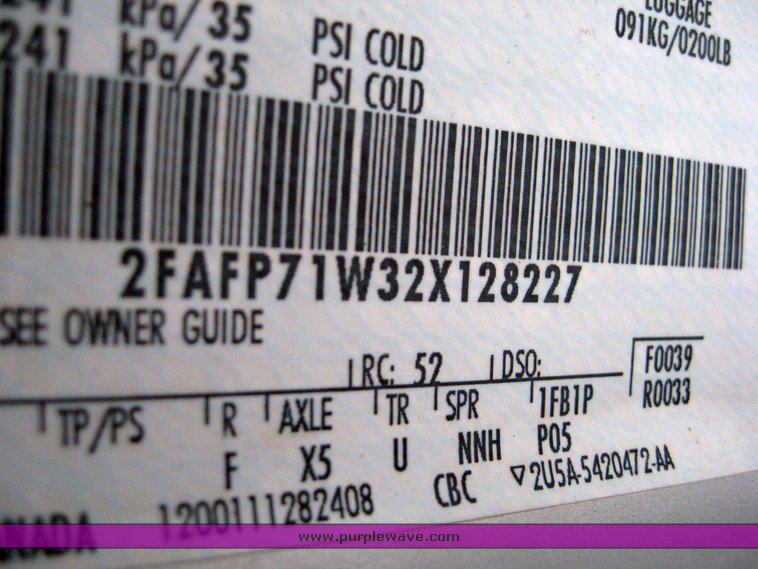 241 kPa/35 PSI COLD
241 kPa/35 PSI COLD
LUGGAGE
091KG/0200LB
2FAFP71W32X128227
SEE OWNER GUIDE
RC: 52 DSO:
F0039
R0033
TP/PS R AXLE TR SPR 1FB1P
F X5 U NNH P05
1200111282408 CBC ▽2U5A-5420472-AA
ANADA
www.purplewave.com